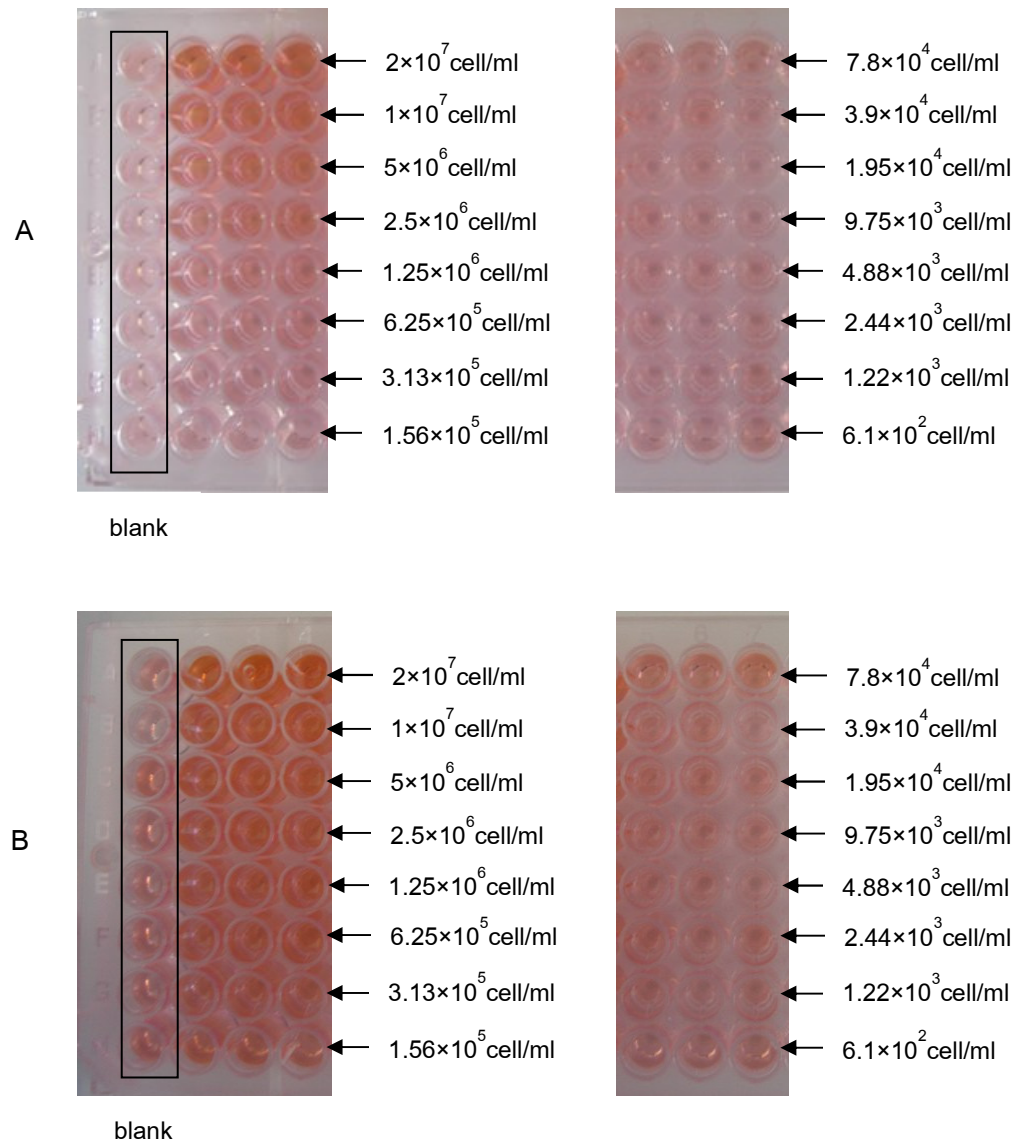 A
2×10⁷cell/ml
1×10⁷cell/ml
5×10⁶cell/ml
2.5×10⁶cell/ml
1.25×10⁶cell/ml
6.25×10⁵cell/ml
3.13×10⁵cell/ml
1.56×10⁵cell/ml
7.8×10⁴cell/ml
3.9×10⁴cell/ml
1.95×10⁴cell/ml
9.75×10³cell/ml
4.88×10³cell/ml
2.44×10³cell/ml
1.22×10³cell/ml
6.1×10²cell/ml
blank
B
2×10⁷cell/ml
1×10⁷cell/ml
5×10⁶cell/ml
2.5×10⁶cell/ml
1.25×10⁶cell/ml
6.25×10⁵cell/ml
3.13×10⁵cell/ml
1.56×10⁵cell/ml
7.8×10⁴cell/ml
3.9×10⁴cell/ml
1.95×10⁴cell/ml
9.75×10³cell/ml
4.88×10³cell/ml
2.44×10³cell/ml
1.22×10³cell/ml
6.1×10²cell/ml
blank